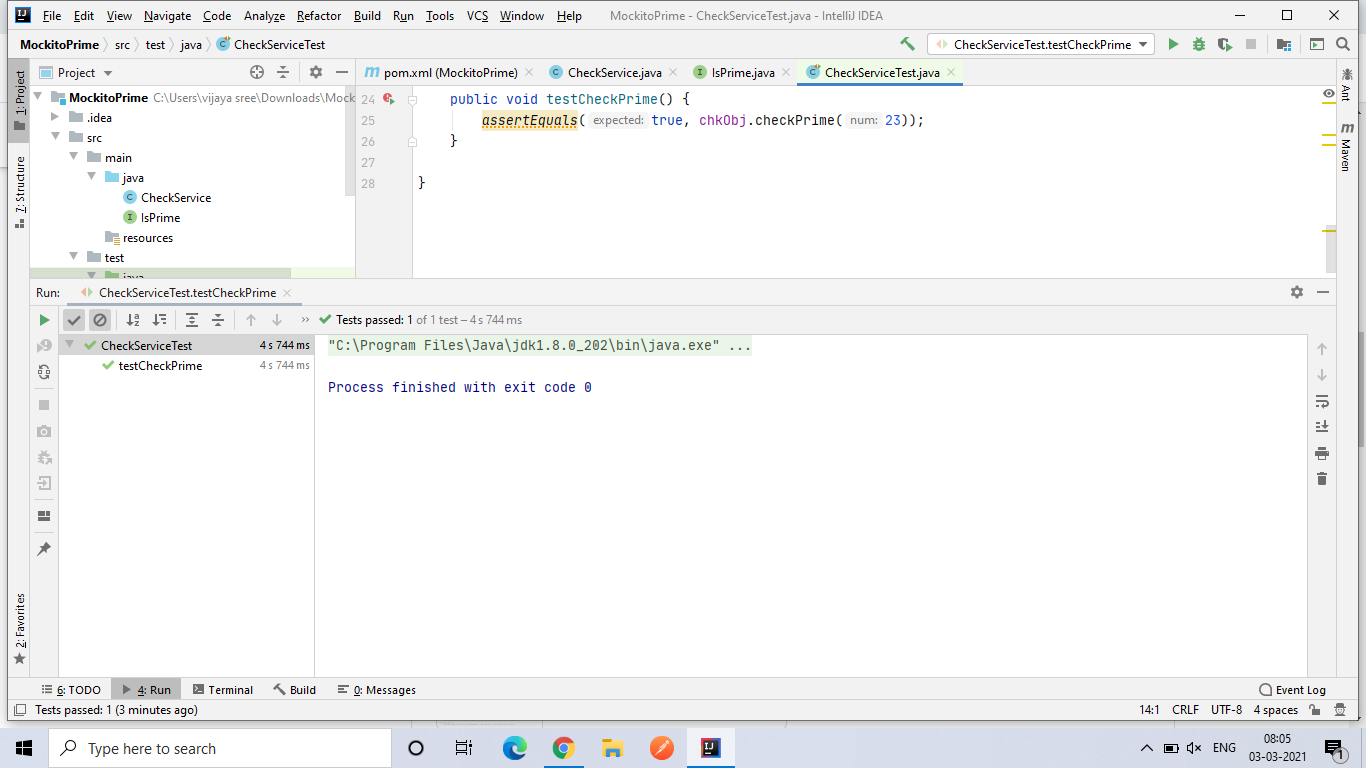 File Edit View Navigate Code Analyze Refactor Build Run Tools VCS Window Help MockitoPrime - CheckServiceTest.java - IntelliJ IDEA
MockitoPrime src test java CheckServiceTest CheckServiceTest.testCheckPrime
1: Project
7: Structure
2: Favorites
Project
MockitoPrime C:\Users\vijaya sree\Downloads\Mock
.idea
src
main
java
CheckService
IsPrime
resources
test
java
pom.xml (MockitoPrime) CheckService.java IsPrime.java CheckServiceTest.java
24 public void testCheckPrime() {
25 assertEquals( expected: true, chkObj.checkPrime( num: 23));
26 }
27
28 }
Ant
Maven
Run: CheckServiceTest.testCheckPrime
Tests passed: 1 of 1 test – 4 s 744 ms
CheckServiceTest 4 s 744 ms
testCheckPrime 4 s 744 ms
"C:\Program Files\Java\jdk1.8.0_202\bin\java.exe" ...
Process finished with exit code 0
6: TODO 4: Run Terminal Build 0: Messages Event Log
Tests passed: 1 (3 minutes ago) 14:1 CRLF UTF-8 4 spaces
Type here to search
ENG
08:05
03-03-2021
1